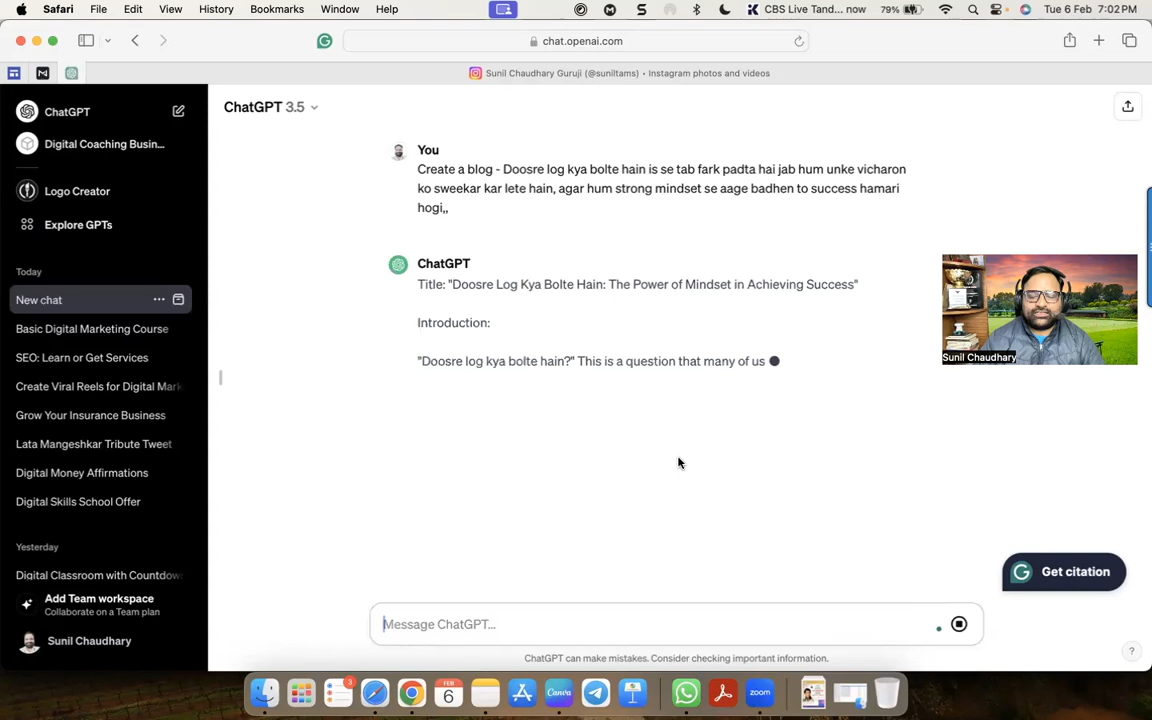 Safari File Edit View History Bookmarks Window Help CBS Live Tand... now 79% Tue 6 Feb 7:02 PM
chat.openai.com
Sunil Chaudhary Guruji (@suniltams) • Instagram photos and videos
ChatGPT
Digital Coaching Busin...
Logo Creator
Explore GPTs
Today
New chat
Basic Digital Marketing Course
SEO: Learn or Get Services
Create Viral Reels for Digital Mark
Grow Your Insurance Business
Lata Mangeshkar Tribute Tweet
Digital Money Affirmations
Digital Skills School Offer
Yesterday
Digital Classroom with Countdow
Add Team workspace
Collaborate on a Team plan
Sunil Chaudhary
ChatGPT 3.5
You
Create a blog - Doosre log kya bolte hain is se tab fark padta hai jab hum unke vicharon
ko sweekar kar lete hain, agar hum strong mindset se aage badhen to success hamari
hogi,,
ChatGPT
Title: "Doosre Log Kya Bolte Hain: The Power of Mindset in Achieving Success"
Introduction:
"Doosre log kya bolte hain?" This is a question that many of us
Sunil Chaudhary
Get citation
Message ChatGPT...
ChatGPT can make mistakes. Consider checking important information.
?
3
FEB
6
Canva
zoom